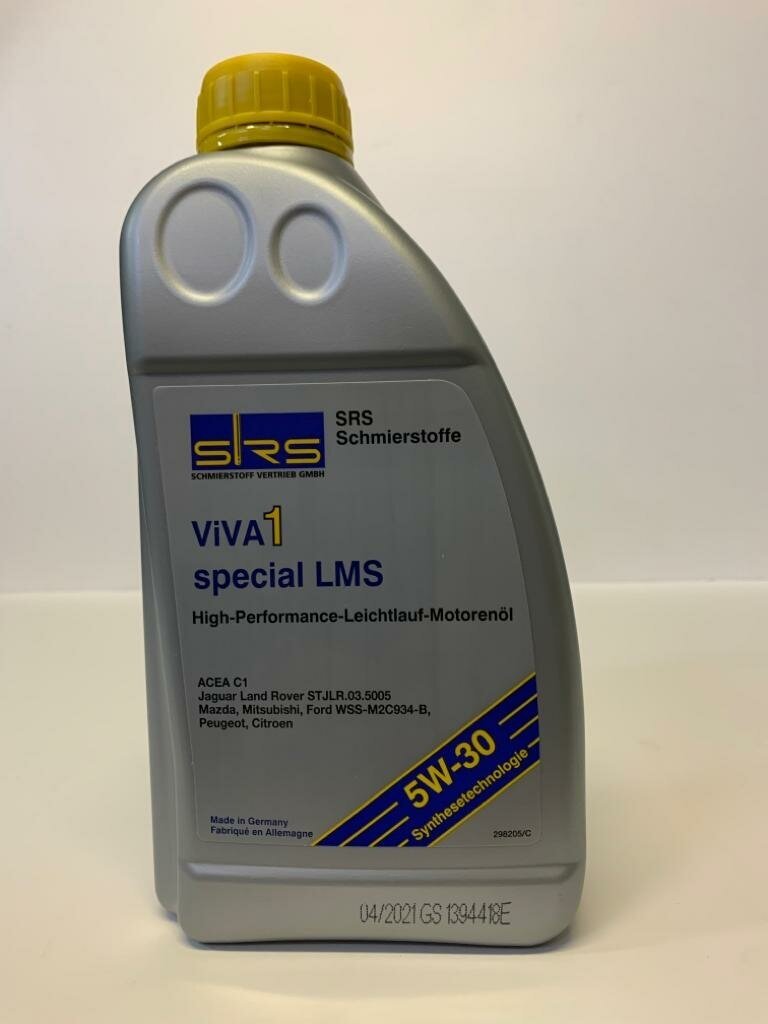 SRS
SCHMIERSTOFF VERTRIEB GMBH
SRS
Schmierstoffe
ViVA1
special LMS
High-Performance-Leichtlauf-Motorenöl
ACEA C1
Jaguar Land Rover STJLR.03.5005
Mazda, Mitsubishi, Ford WSS-M2C934-B,
Peugeot, Citroen
5W-30
Synthesetechnologie
Made in Germany
Fabriqué en Allemagne
298205/C
04/2021 GS 1394418E